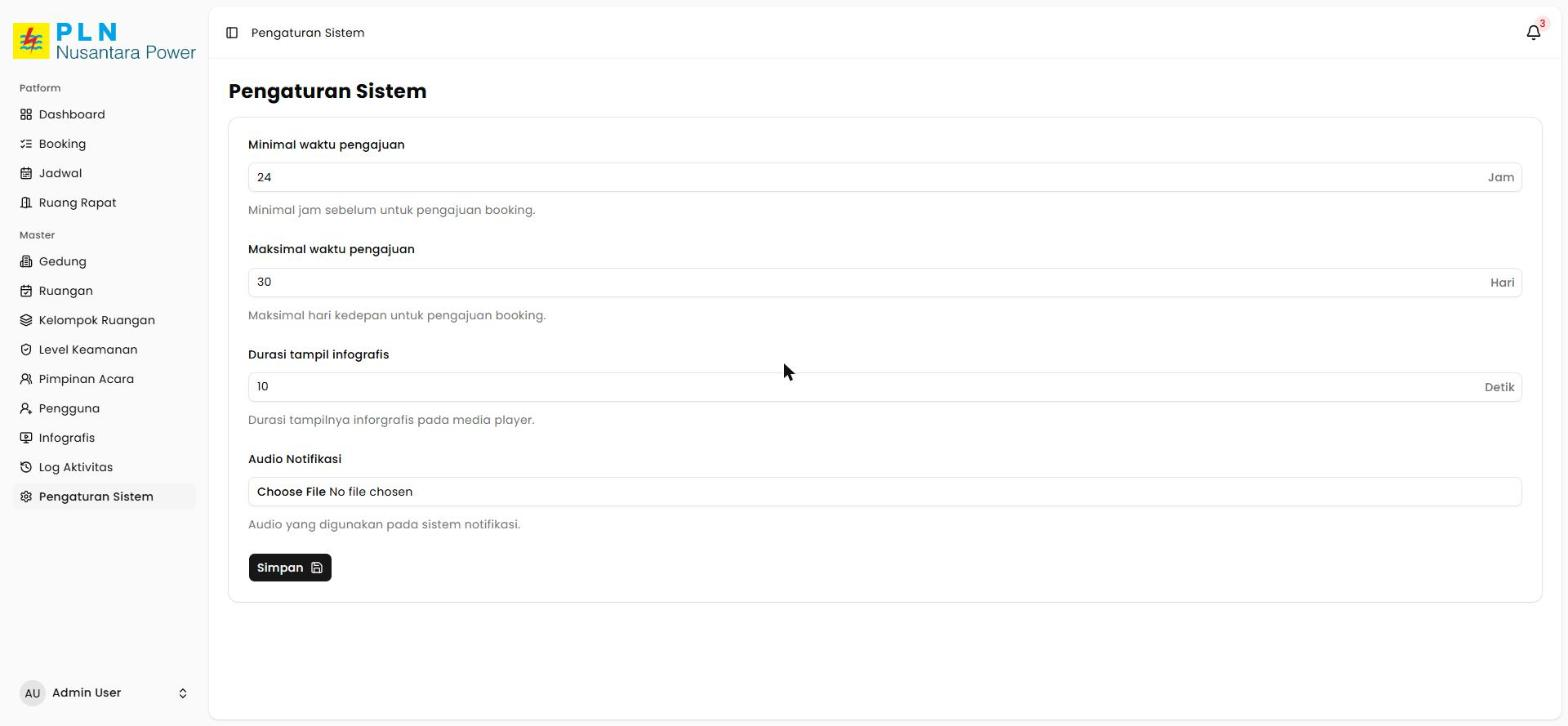 PLN
Nusantara Power
Patform
Dashboard
Booking
Jadwal
Ruang Rapat
Master
Gedung
Ruangan
Kelompok Ruangan
Level Keamanan
Pimpinan Acara
Pengguna
Infografis
Log Aktivitas
Pengaturan Sistem
AU Admin User
Pengaturan Sistem
3
Pengaturan Sistem
Minimal waktu pengajuan
24 Jam
Minimal jam sebelum untuk pengajuan booking.
Maksimal waktu pengajuan
30 Hari
Maksimal hari kedepan untuk pengajuan booking.
Durasi tampil infografis
10 Detik
Durasi tampilnya inforgrafis pada media player.
Audio Notifikasi
Choose File No file chosen
Audio yang digunakan pada sistem notifikasi.
Simpan